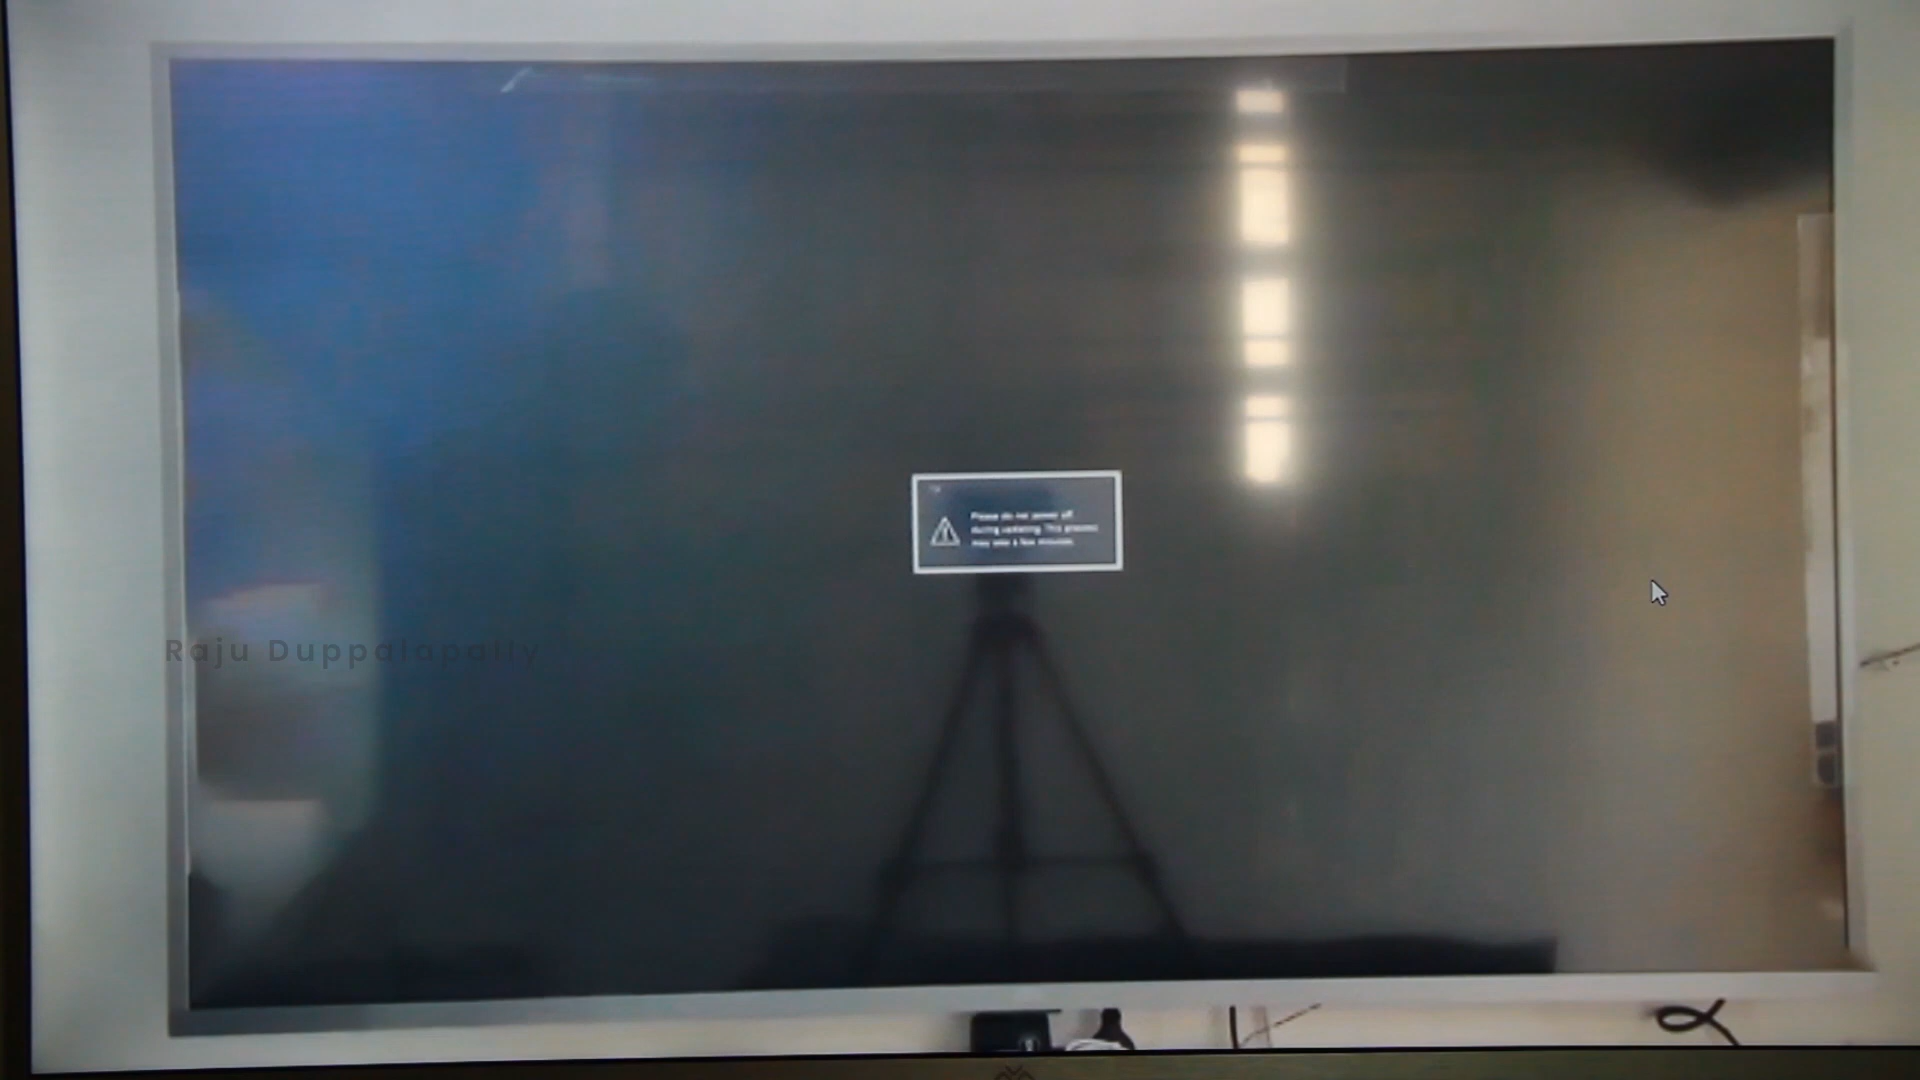 Please do not power off
during updating. This process
may take a few minutes.
Raju Duppalapally